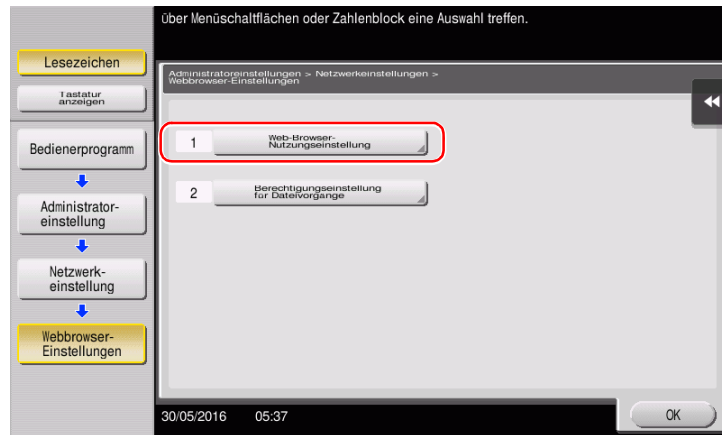 über Menüschaltflächen oder Zahlenblock eine Auswahl treffen.
Lesezeichen
Tastatur
anzeigen
Bedienerprogramm
Administrator-
einstellung
Netzwerk-
einstellung
Webbrowser-
Einstellungen
Administratoreinstellungen > Netzwerkeinstellungen >
Webbrowser-Einstellungen
1 Web-Browser-
Nutzungseinstellung
2 Berechtigungseinstellung
für Dateivorgänge
30/05/2016 05:37
OK